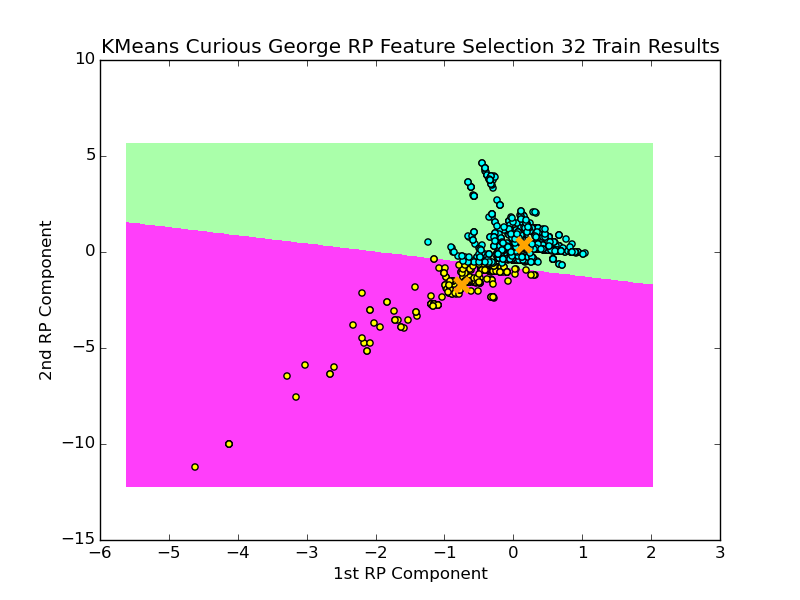 KMeans Curious George RP Feature Selection 32 Train Results
10
5
0
−5
−10
−15
2nd RP Component
−6 −5 −4 −3 −2 −1 0 1 2 3
1st RP Component